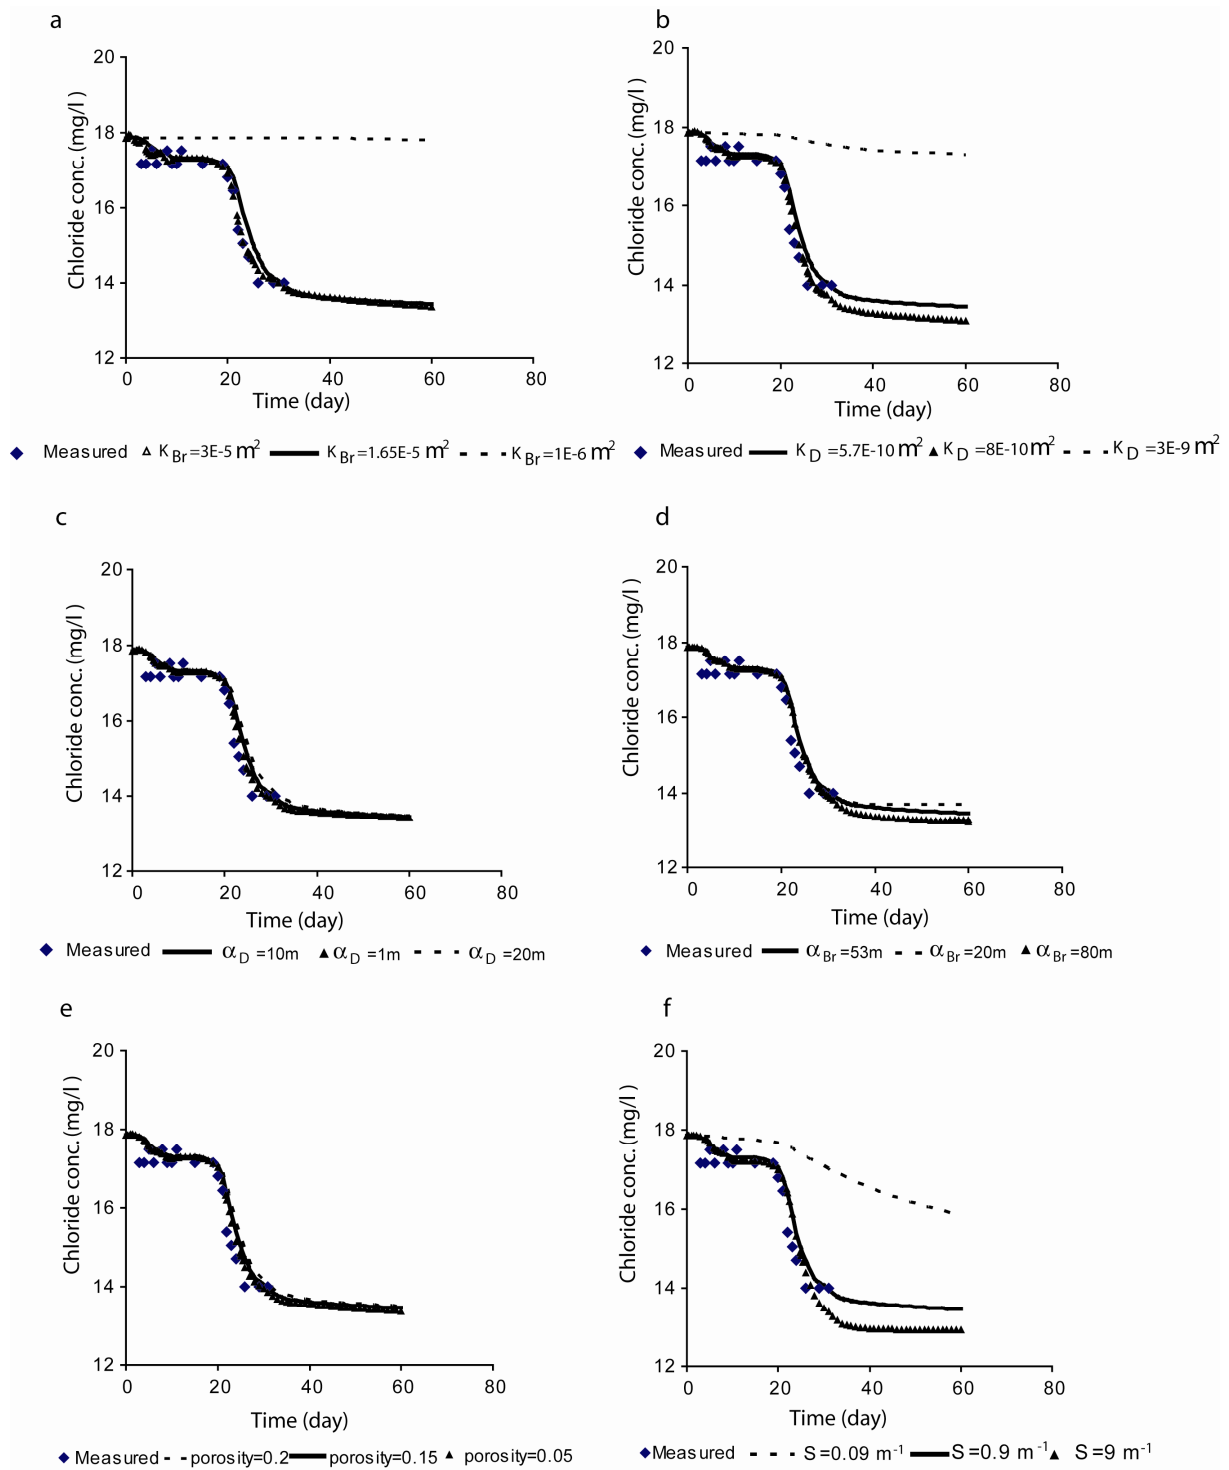 a
20
18
16
14
12
0 20 40 60 80
Chloride conc. (mg/l )
Time (day)
Measured K Br =3E-5 m2 K Br =1.65E-5 m2 K Br =1E-6 m2
b
20
18
16
14
12
0 20 40 60 80
Chloride conc. (mg/l )
Time (day)
Measured K D =5.7E-10 m2 K D =8E-10 m2 K D =3E-9 m2
c
20
18
16
14
12
0 20 40 60 80
Chloride conc. (mg/l )
Time (day)
Measured α D =10m α D =1m α D =20m
d
20
18
16
14
12
0 20 40 60 80
Chloride conc. (mg/l )
Time (day)
Measured α Br =53m α Br =20m α Br =80m
e
20
18
16
14
12
0 20 40 60 80
Chloride conc. (mg/l )
Time (day)
Measured porosity=0.2 porosity=0.15 porosity=0.05
f
20
18
16
14
12
0 20 40 60 80
Chloride conc. (mg/l )
Time (day)
Measured S=0.09 m-1 S=0.9 m-1 S=9 m-1